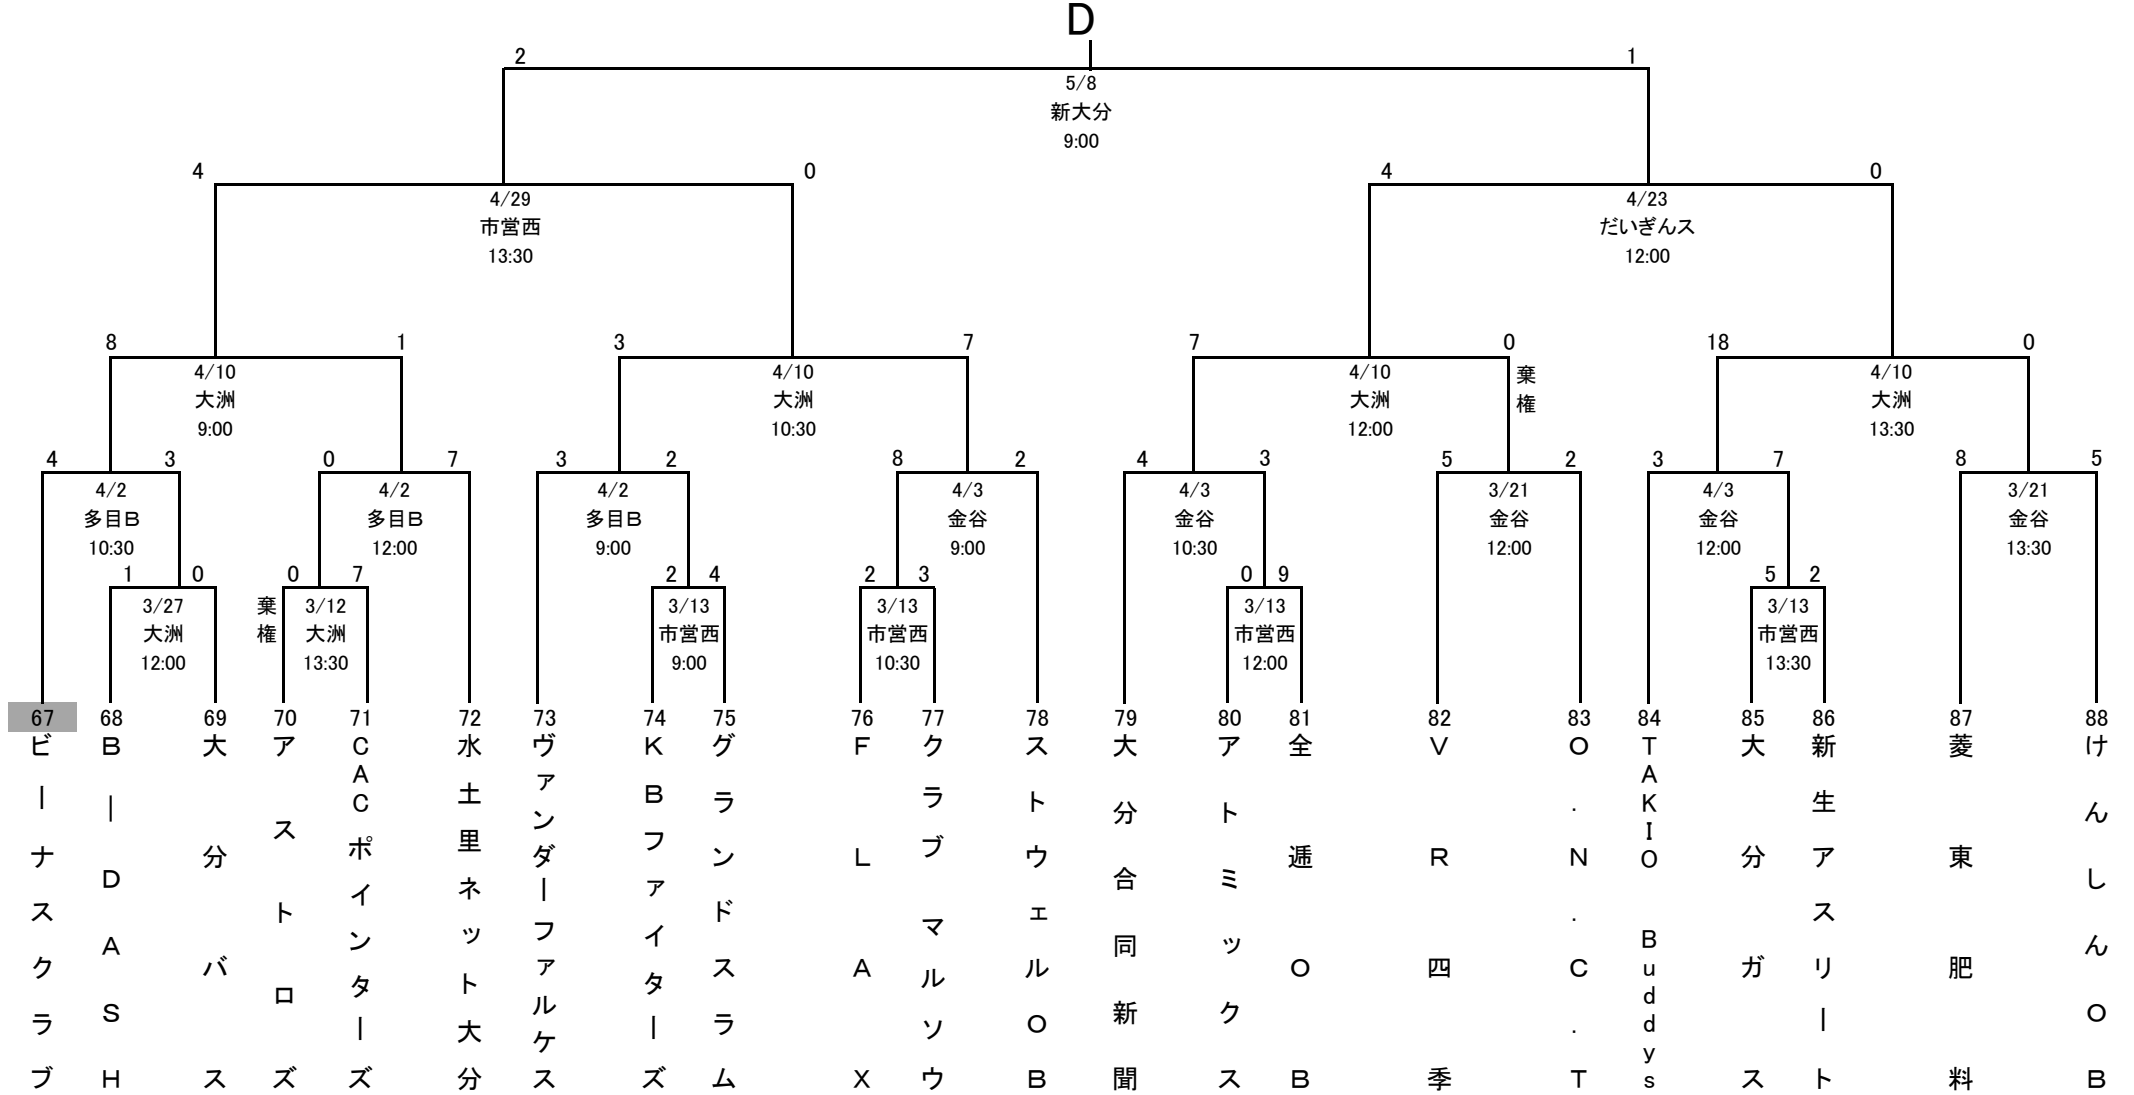 D
2 1
5/8
新大分
9:00
4 0 4 0
4/29 4/23
市営西 だいぎんス
13:30 12:00
8 1 3 7 7 0 18 0
4/10 4/10 4/10 棄権 4/10
大洲 大洲 大洲 大洲
9:00 10:30 12:00 13:30
4 3 0 7 3 2 8 2 4 3 5 2 3 7 8 5
4/2 4/2 4/2 4/3 4/3 3/21 4/3 3/21
多目B 多目B 多目B 金谷 金谷 金谷 金谷 金谷
10:30 12:00 9:00 9:00 10:30 12:00 12:00 13:30
1 0 0 7 2 4 2 3 0 9 5 2
3/27 棄権 3/12 3/13 3/13 3/13 3/13
大洲 大洲 市営西 市営西 市営西 市営西
12:00 13:30 9:00 10:30 12:00 13:30
67 ビーナスクラブ
68 B―DASH
69 大分バス
70 アストロズ
71 CACポインターズ
72 水土里ネット大分
73 ヴァンダーファルケス
74 KBファイターズ
75 グランドスラム
76 FLAX
77 クラブ マルソウ
78 ストウェルOB
79 大分合同新聞
80 アトミックス
81 全逓OB
82 VR四季
83 O.N.C.T
84 TAKIO Buddys
85 大分ガス
86 新生アスリート
87 菱東肥料
88 けんしんOB